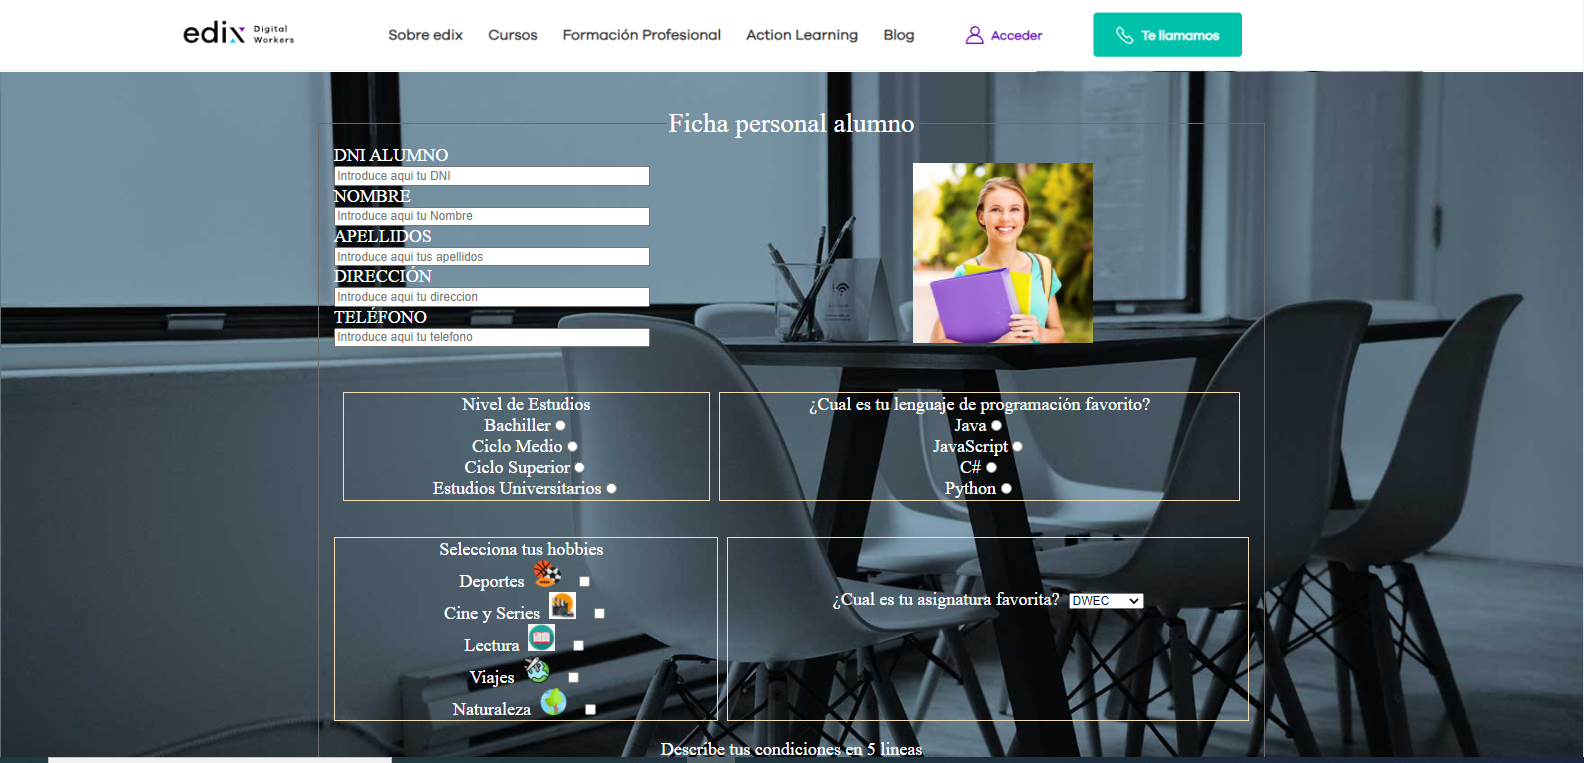 edix Digital Workers
Sobre edix Cursos Formación Profesional Action Learning Blog Acceder Te llamamos
Ficha personal alumno
DNI ALUMNO
Introduce aqui tu DNI
NOMBRE
Introduce aqui tu Nombre
APELLIDOS
Introduce aqui tus apellidos
DIRECCIÓN
Introduce aqui tu direccion
TELÉFONO
Introduce aqui tu telefono
Nivel de Estudios
Bachiller
Ciclo Medio
Ciclo Superior
Estudios Universitarios
¿Cual es tu lenguaje de programación favorito?
Java
JavaScript
C#
Python
Selecciona tus hobbies
Deportes
Cine y Series
Lectura
Viajes
Naturaleza
¿Cual es tu asignatura favorita? DWEC
Describe tus condiciones en 5 lineas